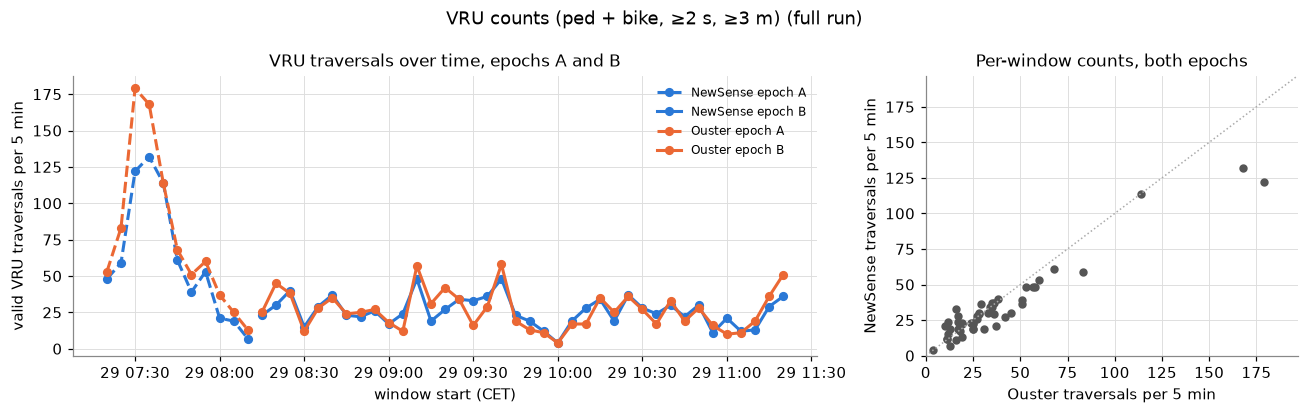 VRU counts (ped + bike, ≥2 s, ≥3 m) (full run)
VRU traversals over time, epochs A and B
valid VRU traversals per 5 min
175
150
125
100
75
50
25
0
NewSense epoch A
NewSense epoch B
Ouster epoch A
Ouster epoch B
29 07:30 29 08:00 29 08:30 29 09:00 29 09:30 29 10:00 29 10:30 29 11:00 29 11:30
window start (CET)
Per-window counts, both epochs
NewSense traversals per 5 min
175
150
125
100
75
50
25
0
0 25 50 75 100 125 150 175
Ouster traversals per 5 min